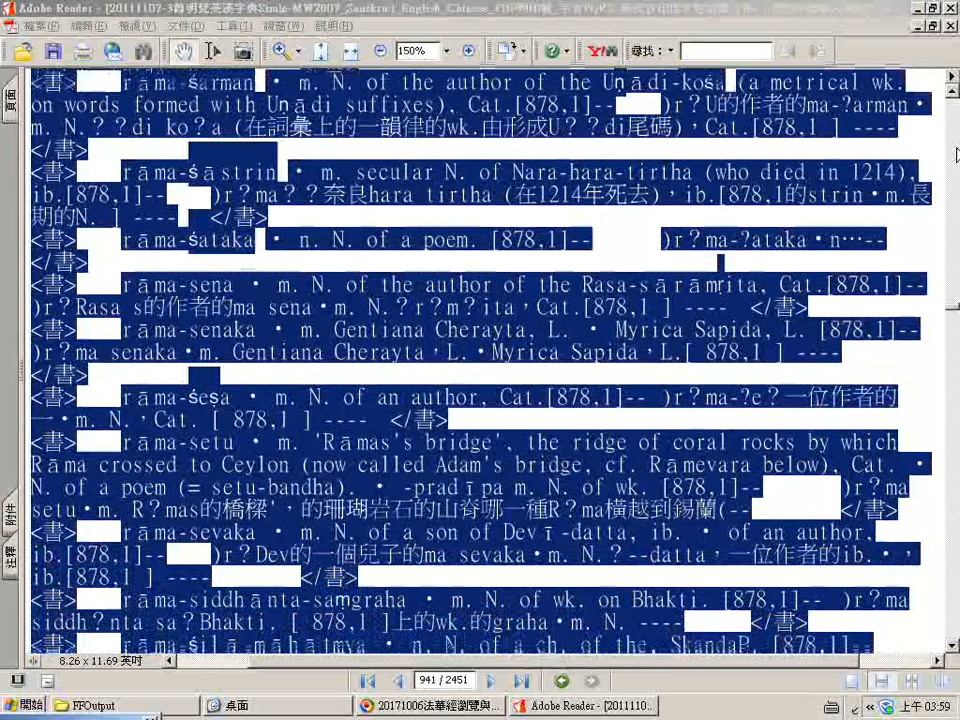 Adobe Reader - [20111107-3
檔案(F) 編輯(E) 檢視(V) 文件(D) 工具(T) 視窗(W) 說明(H)
150% 尋找：
頁面
附件
注釋
<書> rāma-śarman ‧ m. N. of the author of the Uṇādi-kośa (a metrical wk.
on words formed with Uṇādi suffixes), Cat.[878,1]-- )r？U的作者的ma-?arman‧
m. N.？？di ko？a (在詞彙上的一韻律的wk.由形成U？？di尾碼)，Cat.[878,1 ] ----
</書>
<書> rāma-śāstrin ‧ m. secular N. of Nara-hara-tirtha (who died in 1214),
ib.[878,1]-- )r？ma？？奈良hara tirtha (在1214年死去)，ib.[878,1的strin‧m.長
期的N. ] ---- </書>
<書> rāma-śataka ‧ n. N. of a poem. [878,1]-- )r？ma-?ataka‧n…--
</書>
<書> rāma-sena ‧ m. N. of the author of the Rasa-sārāmṛita, Cat.[878,1]--
)r？Rasa s的作者的ma sena‧m. N.？r？m？ita，Cat.[878,1 ] ---- </書>
<書> rāma-senaka ‧ m. Gentiana Cherayta, L. ‧ Myrica Sapida, L. [878,1]--
)r？ma senaka‧m. Gentiana Cherayta，L.‧Myrica Sapida，L.[ 878,1 ] ----
</書>
<書> rāma-śeṣa ‧ m. N. of an author, Cat.[878,1]-- )r？ma-?e？一位作者的
一‧m. N.，Cat. [ 878,1 ] ---- </書>
<書> rāma-setu ‧ m. 'Rāmas's bridge', the ridge of coral rocks by which
Rāma crossed to Ceylon (now called Adam's bridge, cf. Rāmevara below), Cat. ‧
N. of a poem (= setu-bandha). ‧ -pradīpa m. N. of wk. [878,1]-- )r？ma
setu‧m. R？mas的橋樑'，的珊瑚岩石的山脊哪一種R？ma橫越到錫蘭(-- </書>
<書> rāma-sevaka ‧ m. N. of a son of Devī-datta, ib. of an author,
ib.[878,1]-- )r？Dev的一個兒子的ma sevaka‧m. N.？--datta，一位作者的ib.‧，
ib.[878,1 ] ---- </書>
<書> rāma-siddhānta-saṃgraha ‧ m. N. of wk. on Bhakti. [878,1]-- )r？ma
siddh？nta sa？Bhakti. [ 878,1 ]上的wk.的graha‧m. N. ---- </書>
<書> rāma-śilā-māhātmya ‧ n. N. of a ch. of the SkandaP. [878,1]--
8.26 x 11.69 英吋
941 / 2451
開始 FFOutput 桌面 20171006法華經瀏覽與... Adobe Reader - [2011110... 上午 03:59